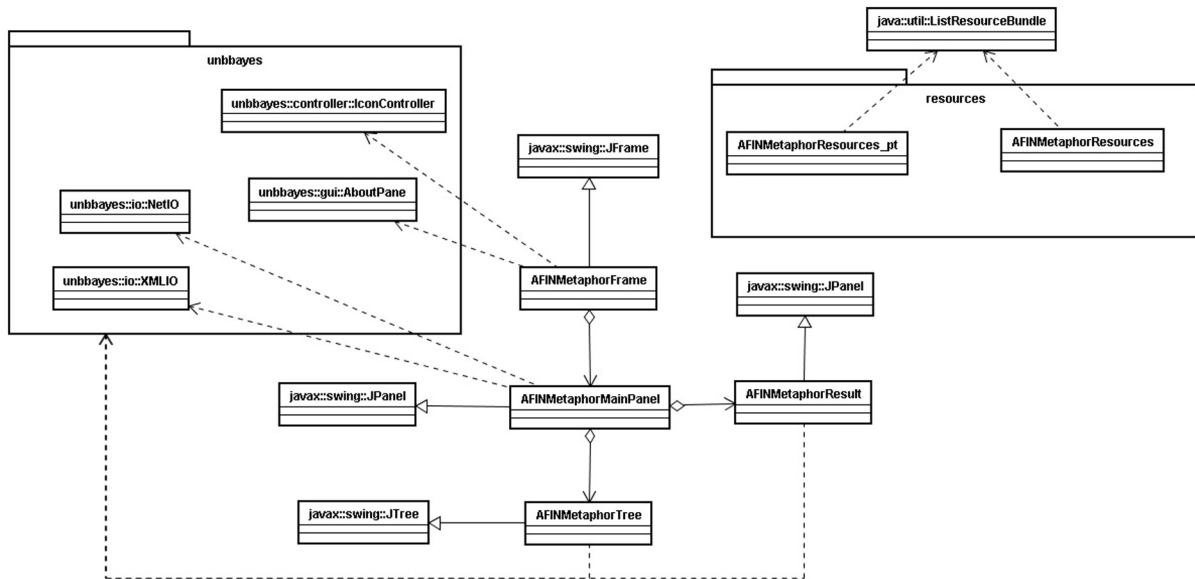 java::util::ListResourceBundle
unbbayes
resources
unbbayes::controller::IconController
AFINMetaphorResources_pt
AFINMetaphorResources
javax::swing::JFrame
unbbayes::gui::AboutPane
unbbayes::io::NetIO
unbbayes::io::XMLIO
AFINMetaphorFrame
javax::swing::JPanel
javax::swing::JPanel
AFINMetaphorMainPanel
AFINMetaphorResult
javax::swing::JTree
AFINMetaphorTree